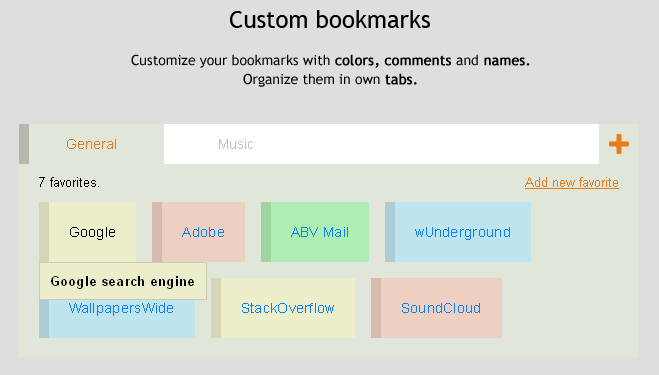 Custom bookmarks
Customize your bookmarks with colors, comments and names.
Organize them in own tabs.
General Music
7 favorites. Add new favorite
Google Adobe ABV Mail wUnderground
Google search engine
WallpapersWide StackOverflow SoundCloud